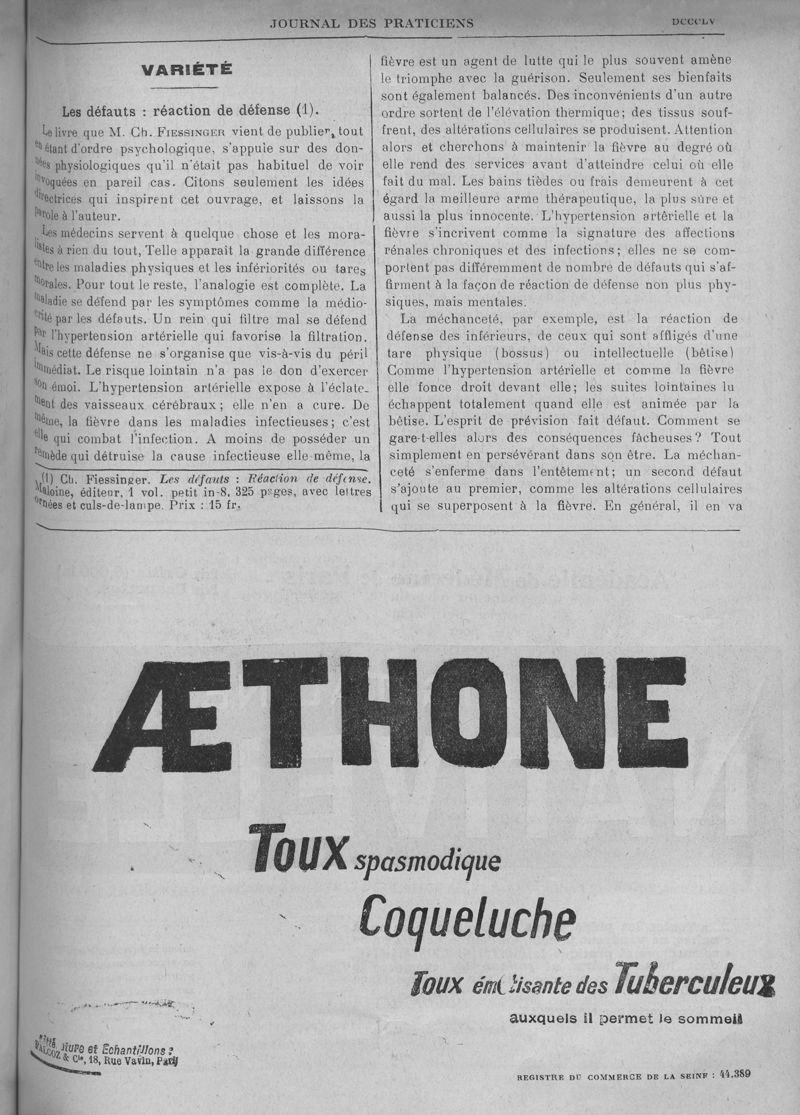 JOURNAL DES PRATICIENS
DCCCLV
VARIÉTÉ
Les défauts : réaction de défense (1).
Le livre que M. Ch. FIESSINGER vient de publier, tout
en étant d'ordre psychologique, s'appuie sur des don-
nées physiologiques qu'il n'était pas habituel de voir
invoquées en pareil cas. Citons seulement les idées
directrices qui inspirent cet ouvrage, et laissons la
parole à l'auteur.
Les médecins servent à quelque chose et les mora-
listes à rien du tout, Telle apparaît la grande différence
entre les maladies physiques et les infériorités ou tares
morales. Pour tout le reste, l'analogie est complète. La
maladie se défend par les symptômes comme la médio-
crité par les défauts. Un rein qui filtre mal se défend
par l'hypertension artérielle qui favorise la filtration.
Mais cette défense ne s'organise que vis-à-vis du péril
immédiat. Le risque lointain n'a pas le don d'exercer
son émoi. L'hypertension artérielle expose à l'éclate-
ment des vaisseaux cérébraux ; elle n'en a cure. De
même, la fièvre dans les maladies infectieuses ; c'est
elle qui combat l'infection. A moins de posséder un
remède qui détruise la cause infectieuse elle-même, la
(1) Ch. Fiessinger. Les défauts : Réaction de défense.
Maloine, éditeur, 1 vol. petit in-8, 325 pages, avec lettres
ornées et culs-de-lampe. Prix : 15 fr.
fièvre est un agent de lutte qui le plus souvent amène
le triomphe avec la guérison. Seulement ses bienfaits
sont également balancés. Des inconvénients d'un autre
ordre sortent de l'élévation thermique ; des tissus souf-
frent, des altérations cellulaires se produisent. Attention
alors et cherchons à maintenir la fièvre au degré où
elle rend des services avant d'atteindre celui où elle
fait du mal. Les bains tièdes ou frais demeurent à cet
égard la meilleure arme thérapeutique, la plus sûre et
aussi la plus innocente. L'hypertension artérielle et la
fièvre s'incrivent comme la signature des affections
rénales chroniques et des infections ; elles ne se com-
portent pas différemment de nombre de défauts qui s'af-
firment à la façon de réaction de défense non plus phy-
siques, mais mentales.
La méchanceté, par exemple, est la réaction de
défense des inférieurs, de ceux qui sont affligés d'une
tare physique (bossus) ou intellectuelle (bêtise)
Comme l'hypertension artérielle et comme la fièvre
elle fonce droit devant elle ; les suites lointaines lu
échappent totalement quand elle est animée par la
bêtise. L'esprit de prévision fait défaut. Comment se
gare-t-elles alors des conséquences fâcheuses ? Tout
simplement en persévérant dans son être. La méchan-
ceté s'enferme dans l'entêtement ; un second défaut
s'ajoute au premier, comme les altérations cellulaires
qui se superposent à la fièvre. En général, il en va
ÆTHONE
Toux spasmodique
Coqueluche
Toux émétisante des Tuberculeux
auxquels il permet le sommeil
et Echantillons :
& Cie, 18, Rue Vavin, Paris
REGISTRE DU COMMERCE DE LA SEINE : 44.389